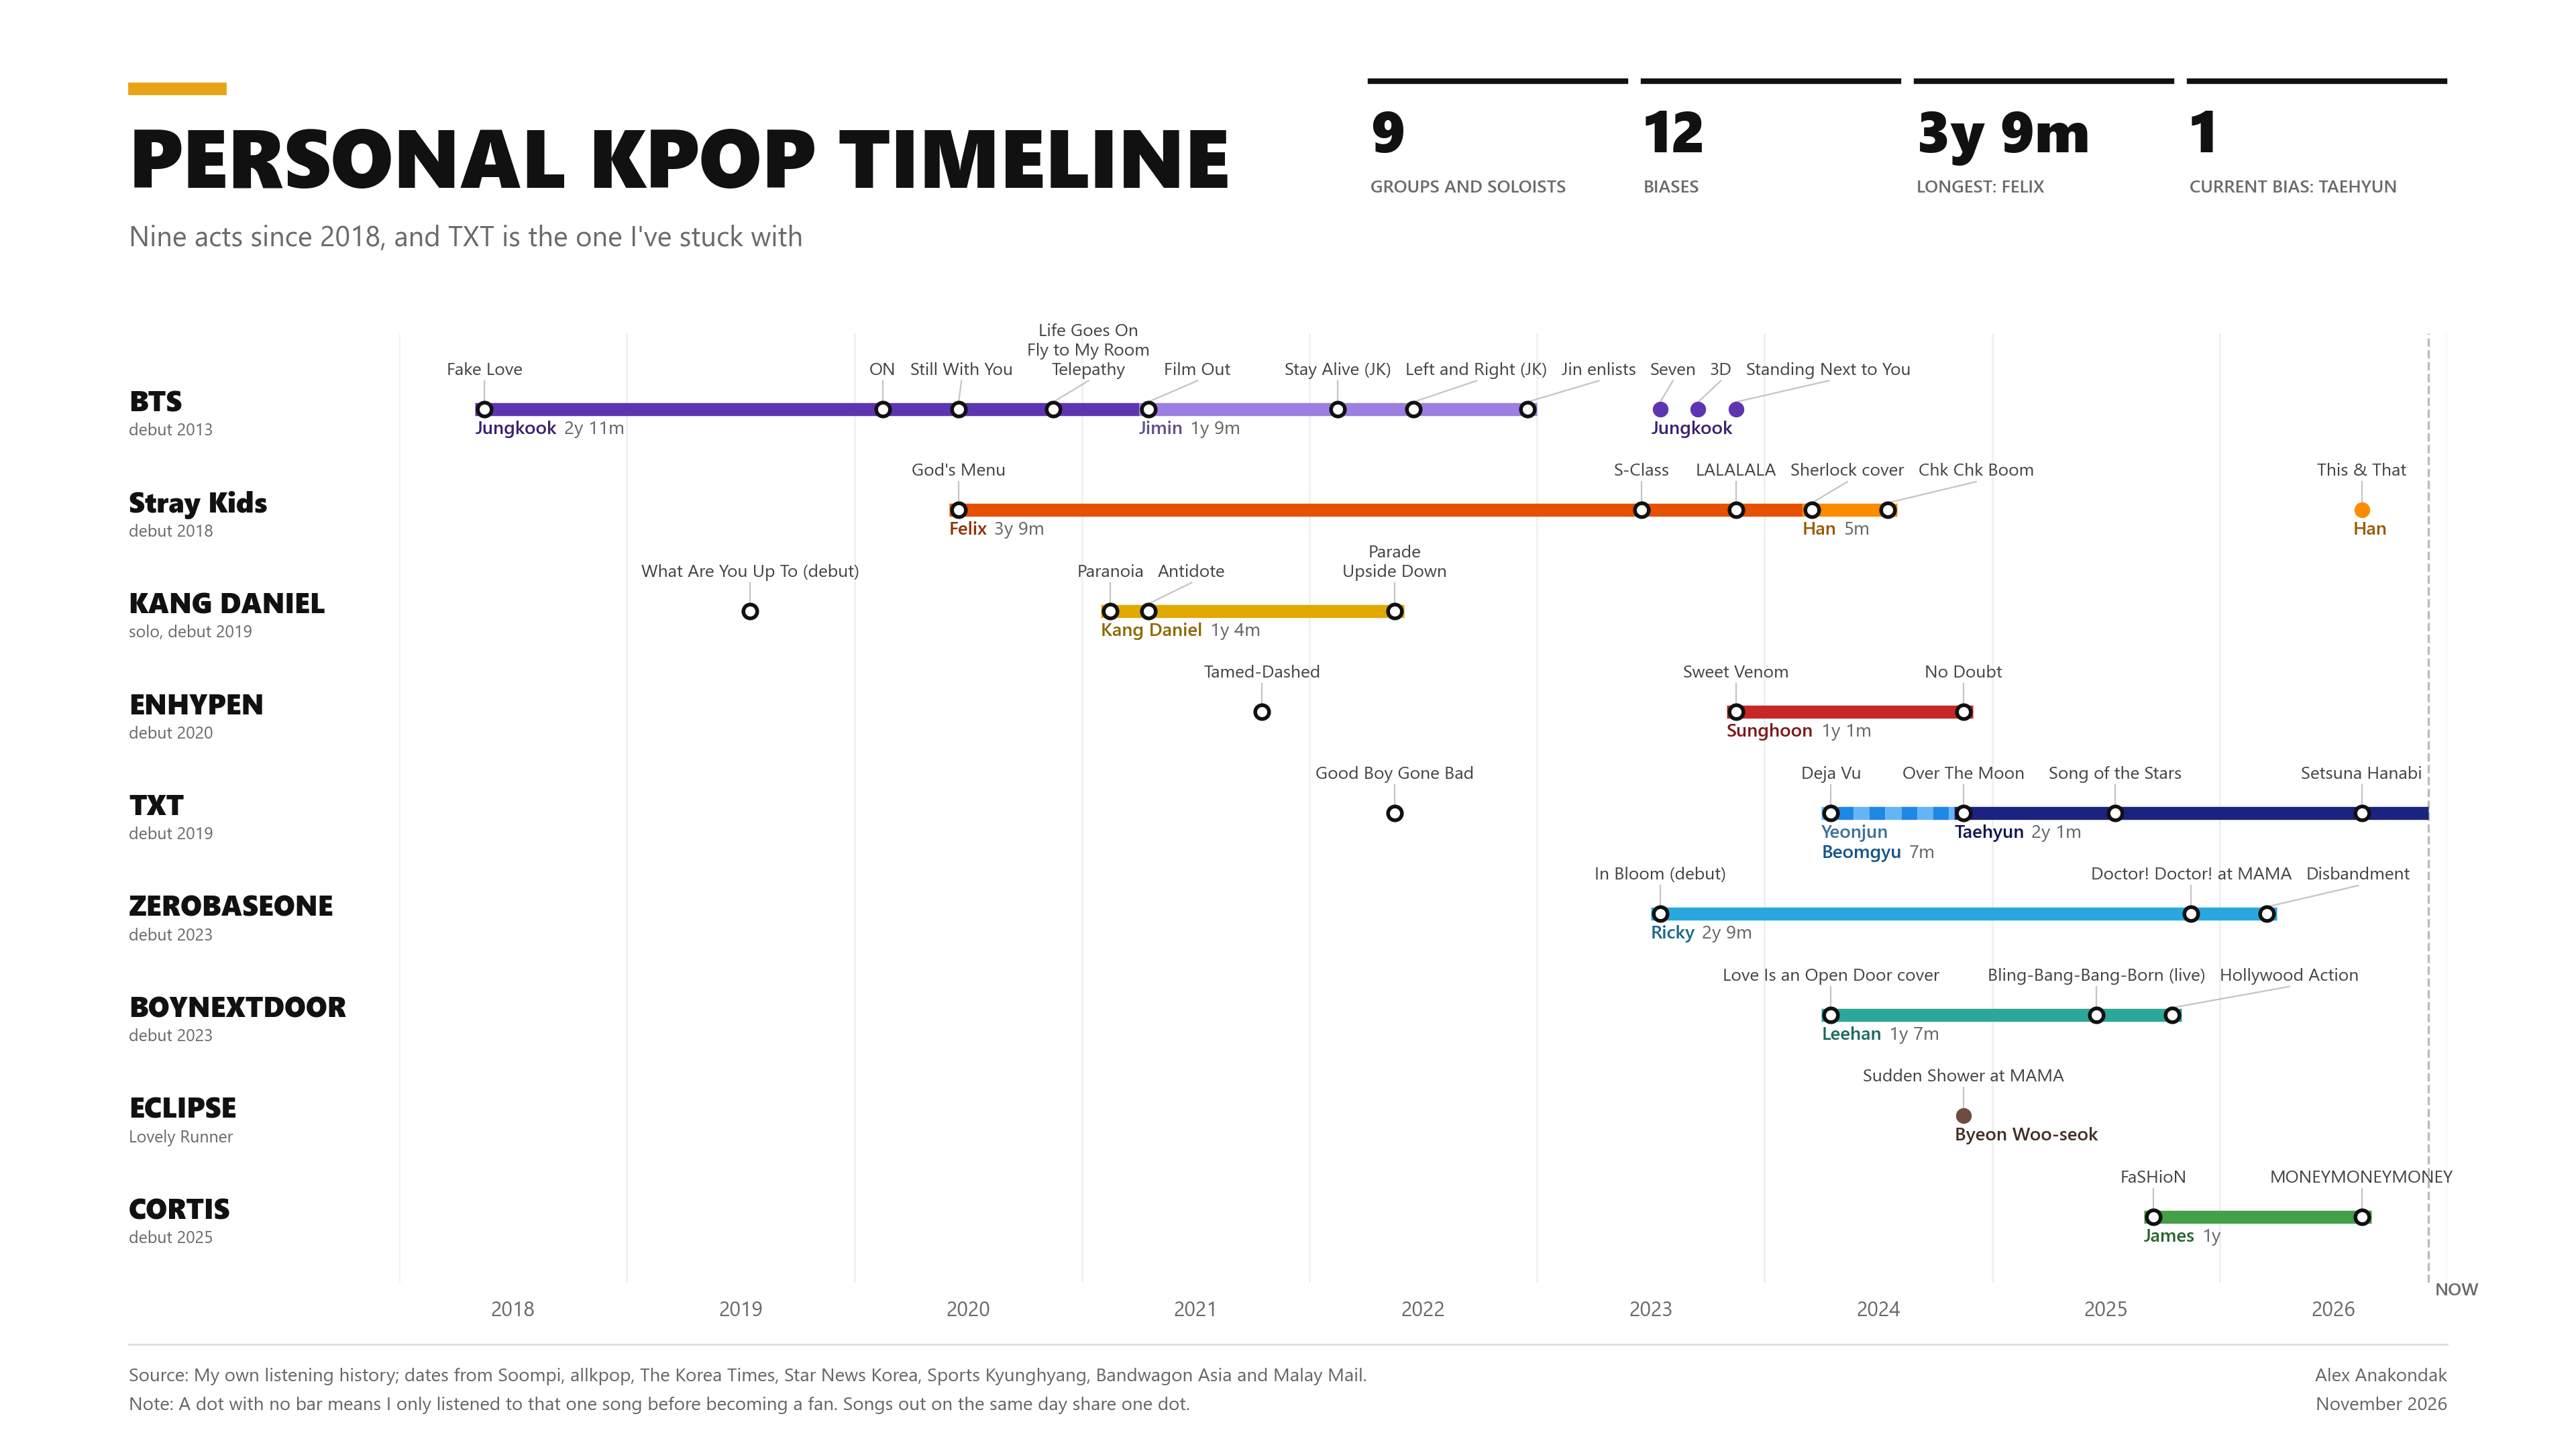 PERSONAL KPOP TIMELINE
Nine acts since 2018, and TXT is the one I've stuck with
9
GROUPS AND SOLOISTS
12
BIASES
3y 9m
LONGEST: FELIX
1
CURRENT BIAS: TAEHYUN
BTS
debut 2013
Fake Love
ON
Still With You
Life Goes On
Fly to My Room
Telepathy
Film Out
Stay Alive (JK)
Left and Right (JK)
Jin enlists
Seven
3D
Standing Next to You
Jungkook 2y 11m
Jimin 1y 9m
Jungkook
Stray Kids
debut 2018
God's Menu
S-Class
LALALALA
Sherlock cover
Chk Chk Boom
This & That
Felix 3y 9m
Han 5m
Han
KANG DANIEL
solo, debut 2019
What Are You Up To (debut)
Paranoia
Antidote
Parade
Upside Down
Kang Daniel 1y 4m
ENHYPEN
debut 2020
Tamed-Dashed
Sweet Venom
No Doubt
Sunghoon 1y 1m
TXT
debut 2019
Good Boy Gone Bad
Deja Vu
Over The Moon
Song of the Stars
Setsuna Hanabi
Yeonjun
Beomgyu 7m
Taehyun 2y 1m
ZEROBASEONE
debut 2023
In Bloom (debut)
Doctor! Doctor! at MAMA
Disbandment
Ricky 2y 9m
BOYNEXTDOOR
debut 2023
Love Is an Open Door cover
Bling-Bang-Bang-Born (live)
Hollywood Action
Leehan 1y 7m
ECLIPSE
Lovely Runner
Sudden Shower at MAMA
Byeon Woo-seok
CORTIS
debut 2025
FaSHioN
MONEYMONEYMONEY
James 1y
NOW
2018
2019
2020
2021
2022
2023
2024
2025
2026
Source: My own listening history; dates from Soompi, allkpop, The Korea Times, Star News Korea, Sports Kyunghyang, Bandwagon Asia and Malay Mail.
Note: A dot with no bar means I only listened to that one song before becoming a fan. Songs out on the same day share one dot.
Alex Anakondak
November 2026